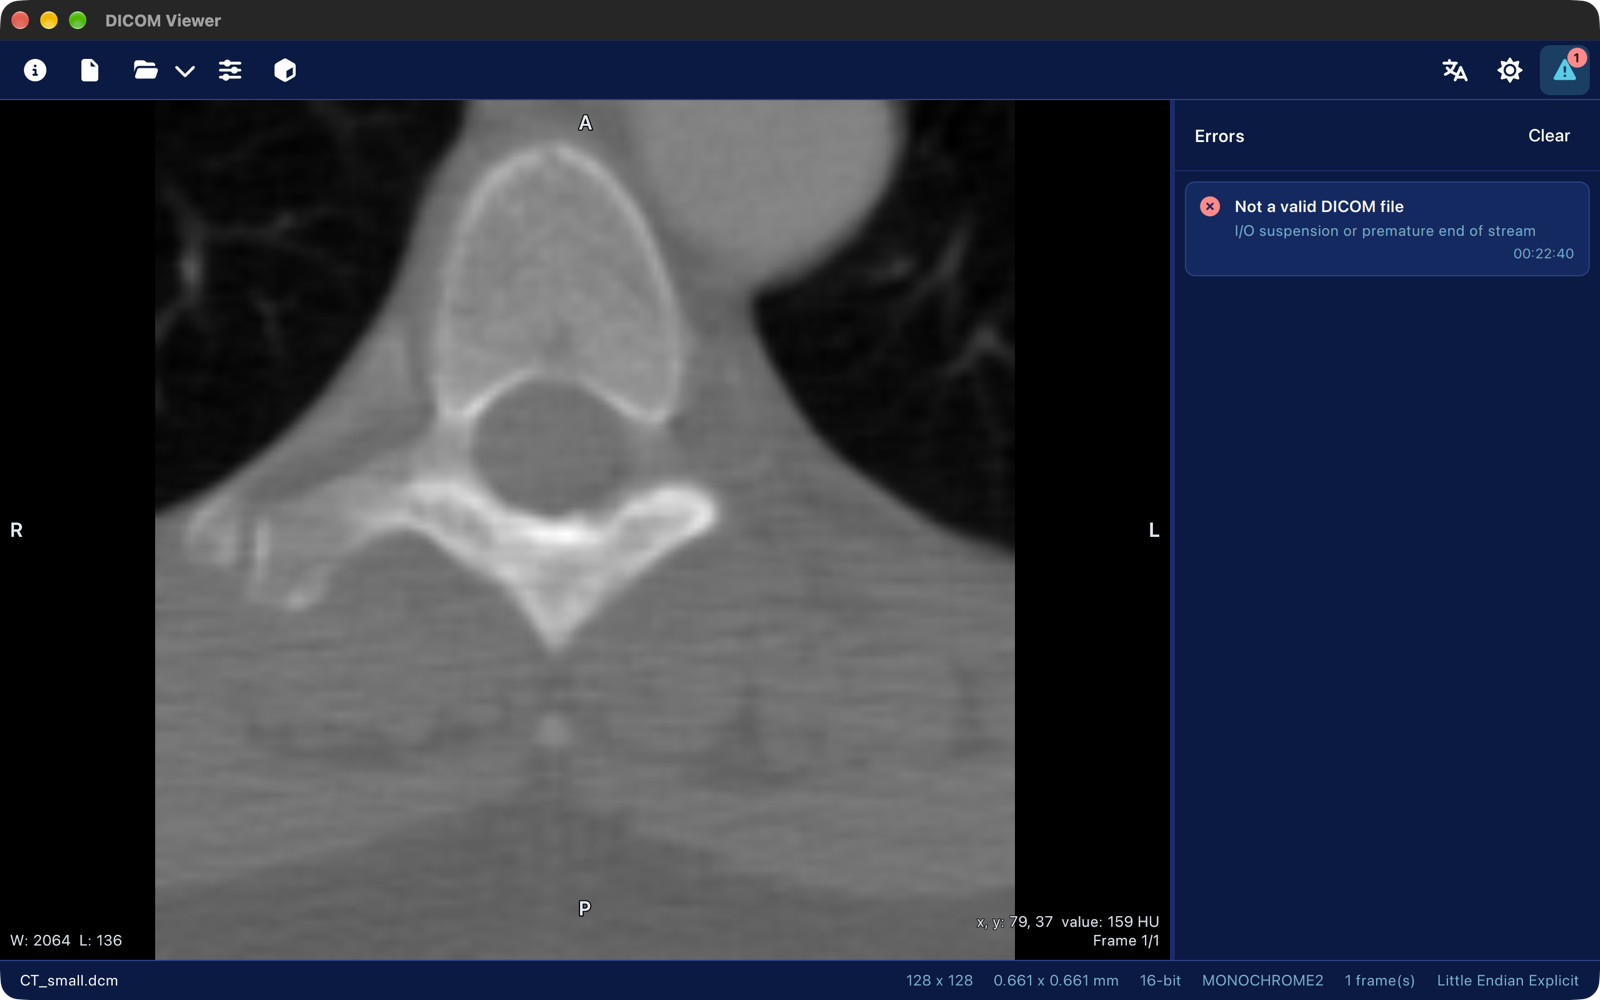 DICOM Viewer
1
A
R
L
P
W: 2064 L: 136
x, y: 79, 37 value: 159 HU
Frame 1/1
Errors
Clear
Not a valid DICOM file
I/O suspension or premature end of stream
00:22:40
CT_small.dcm
128 x 128 0.661 x 0.661 mm 16-bit MONOCHROME2 1 frame(s) Little Endian Explicit